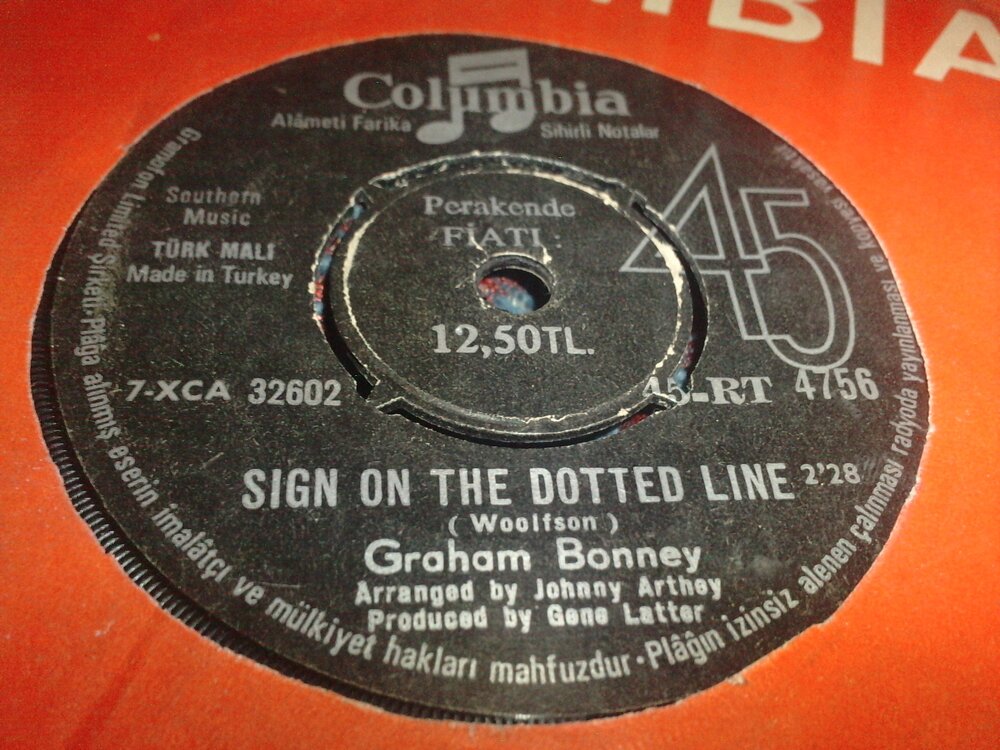 MBIA
Columbia
Alâmeti Farika
Sihirli Notalar
Southern
Music
TÜRK MALI
Made in Turkey
Perakende
FİATI :
12,50TL.
45
7-XCA 32602
45-RT 4756
SIGN ON THE DOTTED LINE 2'28
( Woolfson )
Graham Bonney
Arranged by Johnny Arthey
Produced by Gene Latter
Gramofon Limited Şirketi·Plâğa alınmış eserin imalâtçı ve mülkiyet hakları mahfuzdur·Plâğın izinsiz alenen çalınması radyoda yayınlanması ve kopyesi